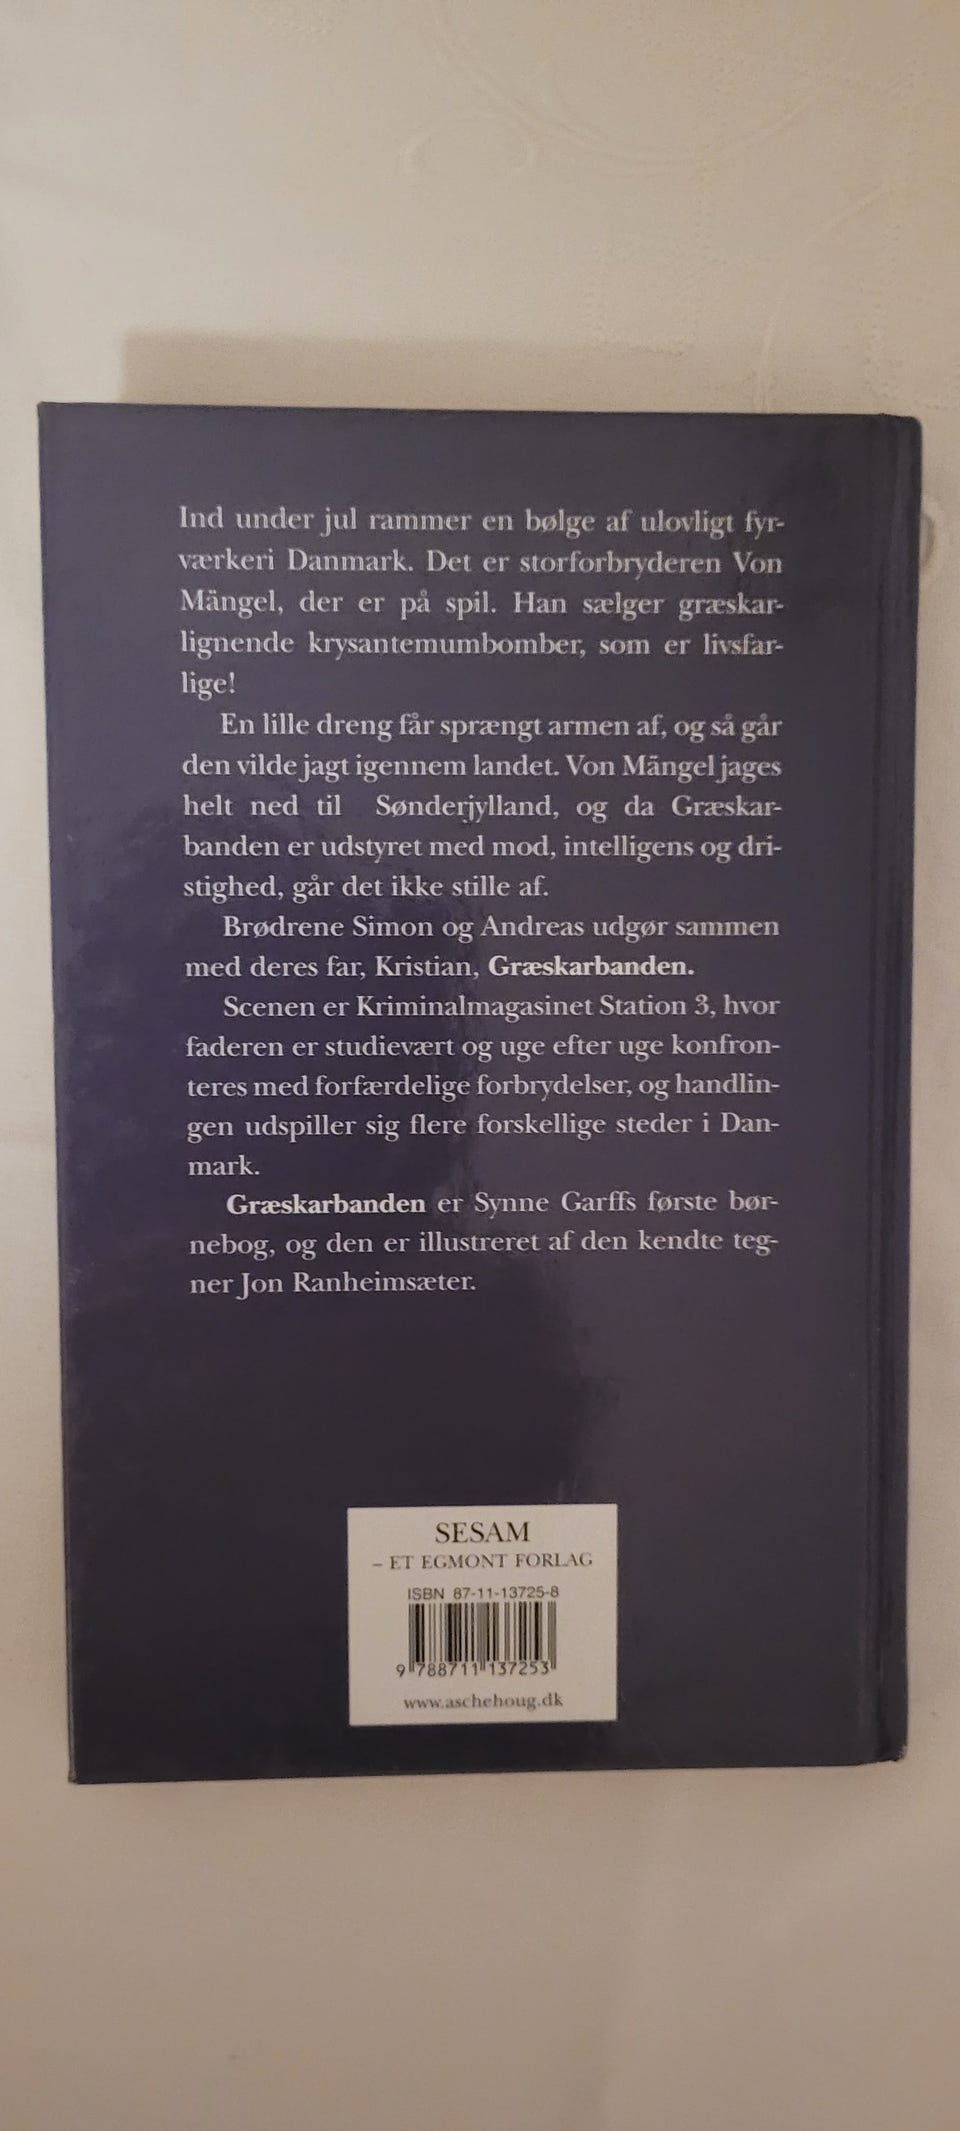 Ind under jul rammer en bølge af ulovligt fyr-
værkeri Danmark. Det er storforbryderen Von
Mängel, der er på spil. Han sælger græskar-
lignende krysantemumbomber, som er livsfar-
lige!
En lille dreng får sprængt armen af, og så går
den vilde jagt igennem landet. Von Mängel jages
helt ned til Sønderjylland, og da Græskar-
banden er udstyret med mod, intelligens og dri-
stighed, går det ikke stille af.
Brødrene Simon og Andreas udgør sammen
med deres far, Kristian, Græskarbanden.
Scenen er Kriminalmagasinet Station 3, hvor
faderen er studievært og uge efter uge konfron-
teres med forfærdelige forbrydelser, og handlin-
gen udspiller sig flere forskellige steder i Dan-
mark.
Græskarbanden er Synne Garffs første bør-
nebog, og den er illustreret af den kendte teg-
ner Jon Ranheimsæter.
SESAM
– ET EGMONT FORLAG
ISBN 87-11-13725-8
9 788711 137253
www.aschehoug.dk